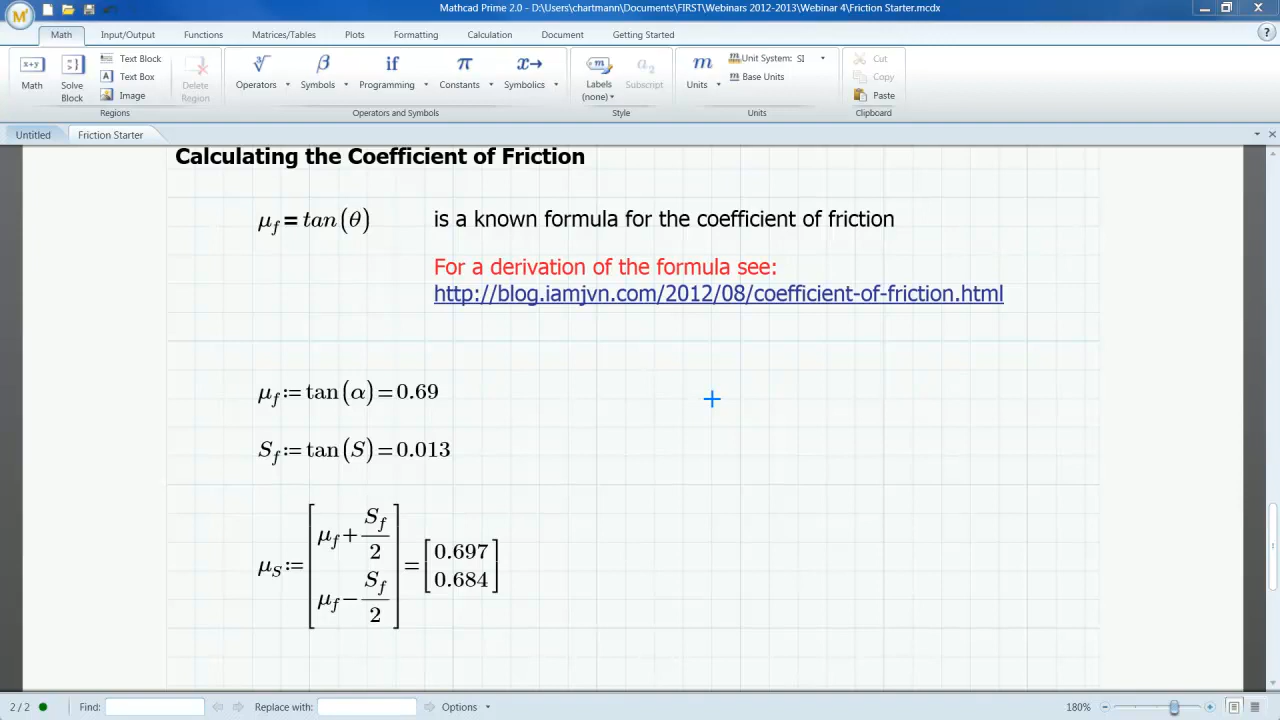 Mathcad Prime 2.0 - D:\Users\chartmann\Documents\FIRST\Webinars 2012-2013\Webinar 4\Friction Starter.mcdx
Math Input/Output Functions Matrices/Tables Plots Formatting Calculation Document Getting Started
Math
Solve Block
Text Block
Text Box
Image
Delete Region
Regions
Operators
Symbols
if
Programming
π
Constants
Symbolics
Operators and Symbols
Labels (none)
Subscript
Style
m
Units
Unit System: SI
Base Units
Units
Cut
Copy
Paste
Clipboard
Untitled Friction Starter
Calculating the Coefficient of Friction
μf = tan(θ) is a known formula for the coefficient of friction
For a derivation of the formula see:
http://blog.iamjvn.com/2012/08/coefficient-of-friction.html
μf := tan(α) = 0.69
Sf := tan(S) = 0.013
μS := [μf + Sf/2; μf − Sf/2] = [0.697; 0.684]
2 / 2 Find: Replace with: Options 180%